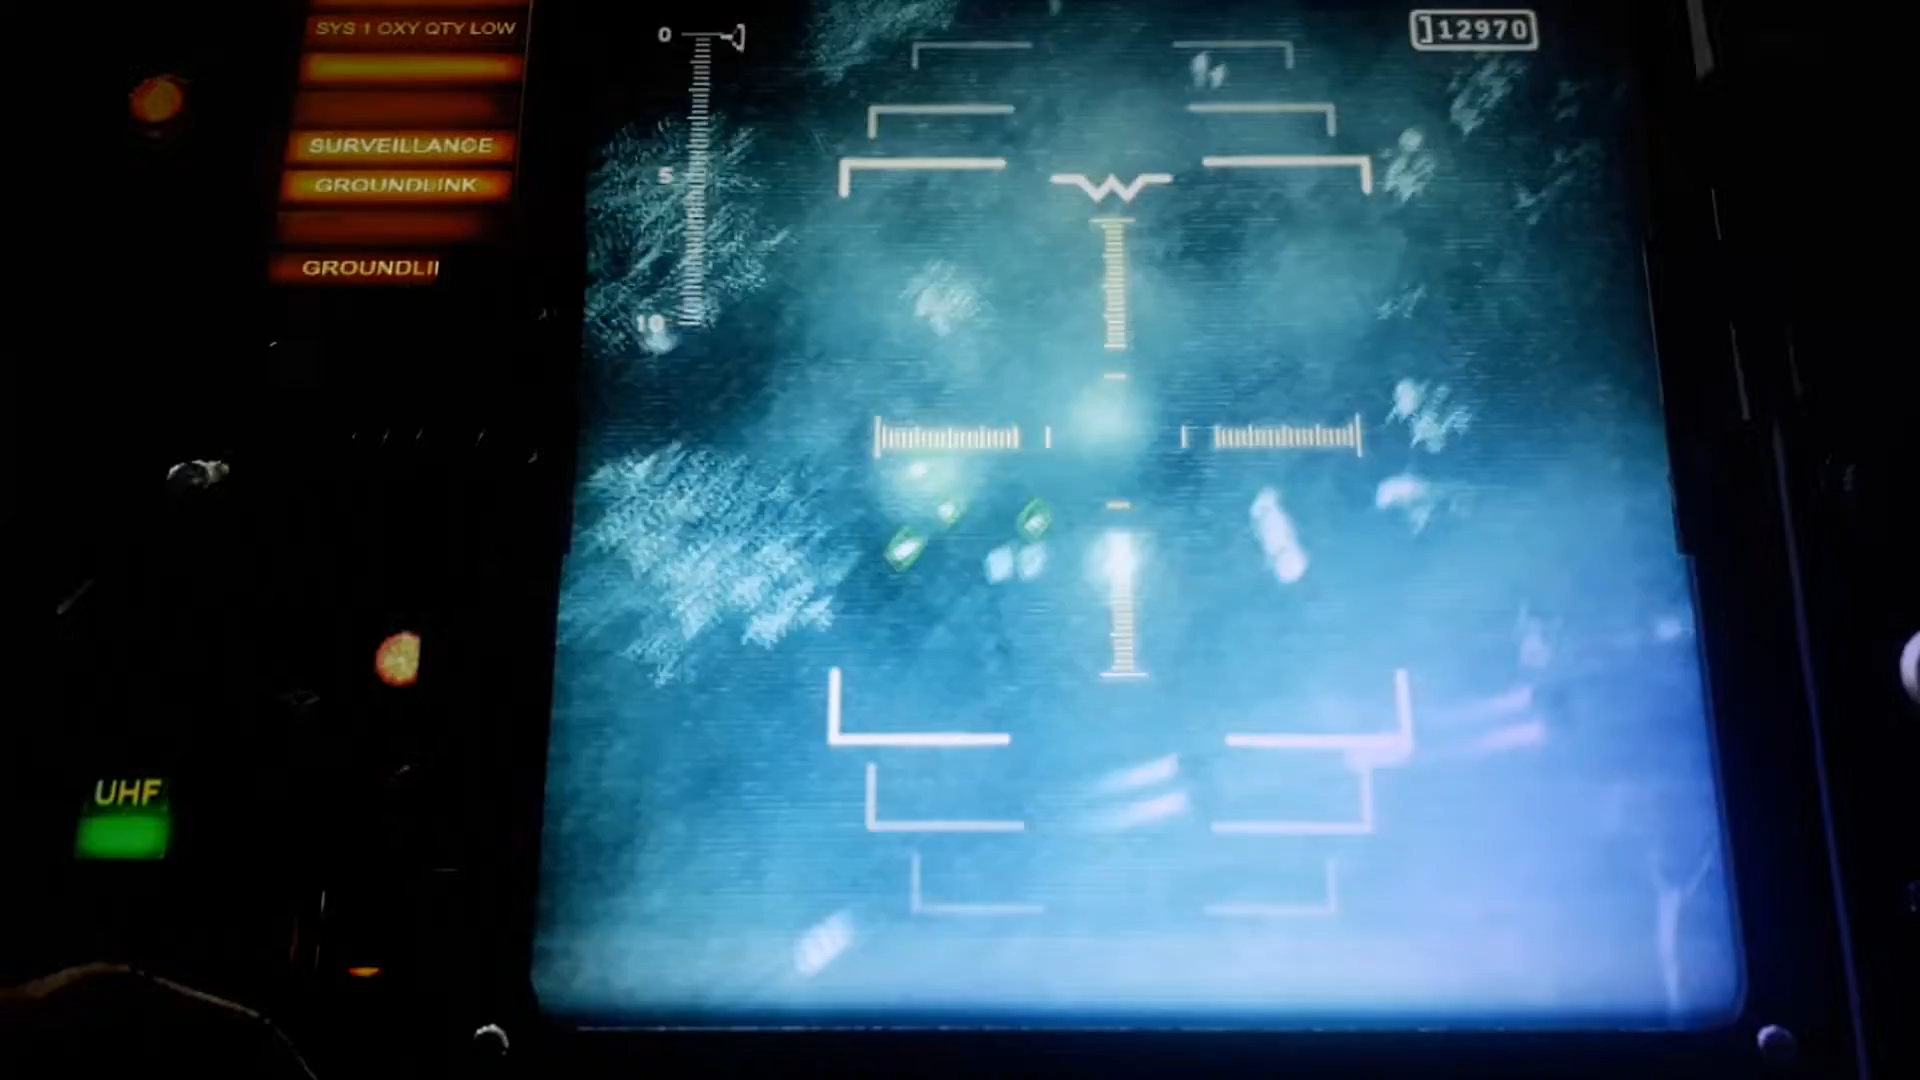 SYS 1 OXY QTY LOW
SURVEILLANCE
GROUNDLINK
GROUNDLI
UHF
0
5
10
12970